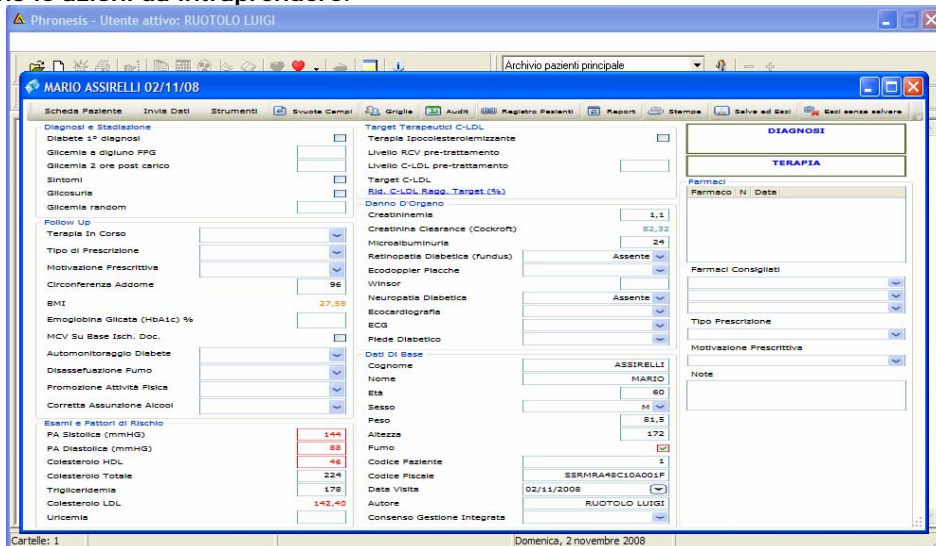 Phronesis - Utente attivo: RUOTOLO LUIGI
Archivio pazienti principale
MARIO ASSIRELLI 02/11/08
Scheda Paziente Invia Dati Strumenti Svuota Campi Griglia Audit Registro Pazienti Report Stampa Salva ed Esci Esci senza salvare
Diagnosi e Stadiazione
Diabete 1° diagnosi
Glicemia a digiuno FPG
Glicemia 2 ore post carico
Sintomi
Glicosuria
Glicemia random
Follow Up
Terapia In Corso
Tipo di Prescrizione
Motivazione Prescrittiva
Circonferenza Addome 96
BMI 27,55
Emoglobina Glicata (HbA1c) %
MCV Su Base Isch. Doc.
Automonitoraggio Diabete
Disassefuazione Fumo
Promozione Attività Fisica
Corretta Assunzione Alcool
Esami e Fattori di Rischio
PA Sistolica (mmHG) 144
PA Diastolica (mmHG) 88
Colesterolo HDL 46
Colesterolo Totale 224
Trigliceridemia 178
Colesterolo LDL 142,40
Uricemia
Target Terapeutici C-LDL
Terapia Ipocolesterolemizzante
Livello RCV pre-trattamento
Livello C-LDL pre-trattamento
Target C-LDL
Rid. C-LDL Ragg. Target (%)
Danno D'Organo
Creatininemia 1,1
Creatinina Clearance (Cockroft) 82,32
Microalbuminuria 24
Retinopatia Diabetica (fundus) Assente
Ecodoppler Placche
Winsor
Neuropatia Diabetica Assente
Ecocardiografia
ECG
Piede Diabetico
Dati Di Base
Cognome ASSIRELLI
Nome MARIO
Età 60
Sesso M
Peso 81,5
Altezza 172
Fumo
Codice Paziente 1
Codice Fiscale SSRMRA48C10A001F
Data Visita 02/11/2008
Autore RUOTOLO LUIGI
Consenso Gestione Integrata
DIAGNOSI
TERAPIA
Farmaci
Farmaco N Data
Farmaci Consigliati
Tipo Prescrizione
Motivazione Prescrittiva
Note
Cartelle: 1
Domenica, 2 novembre 2008